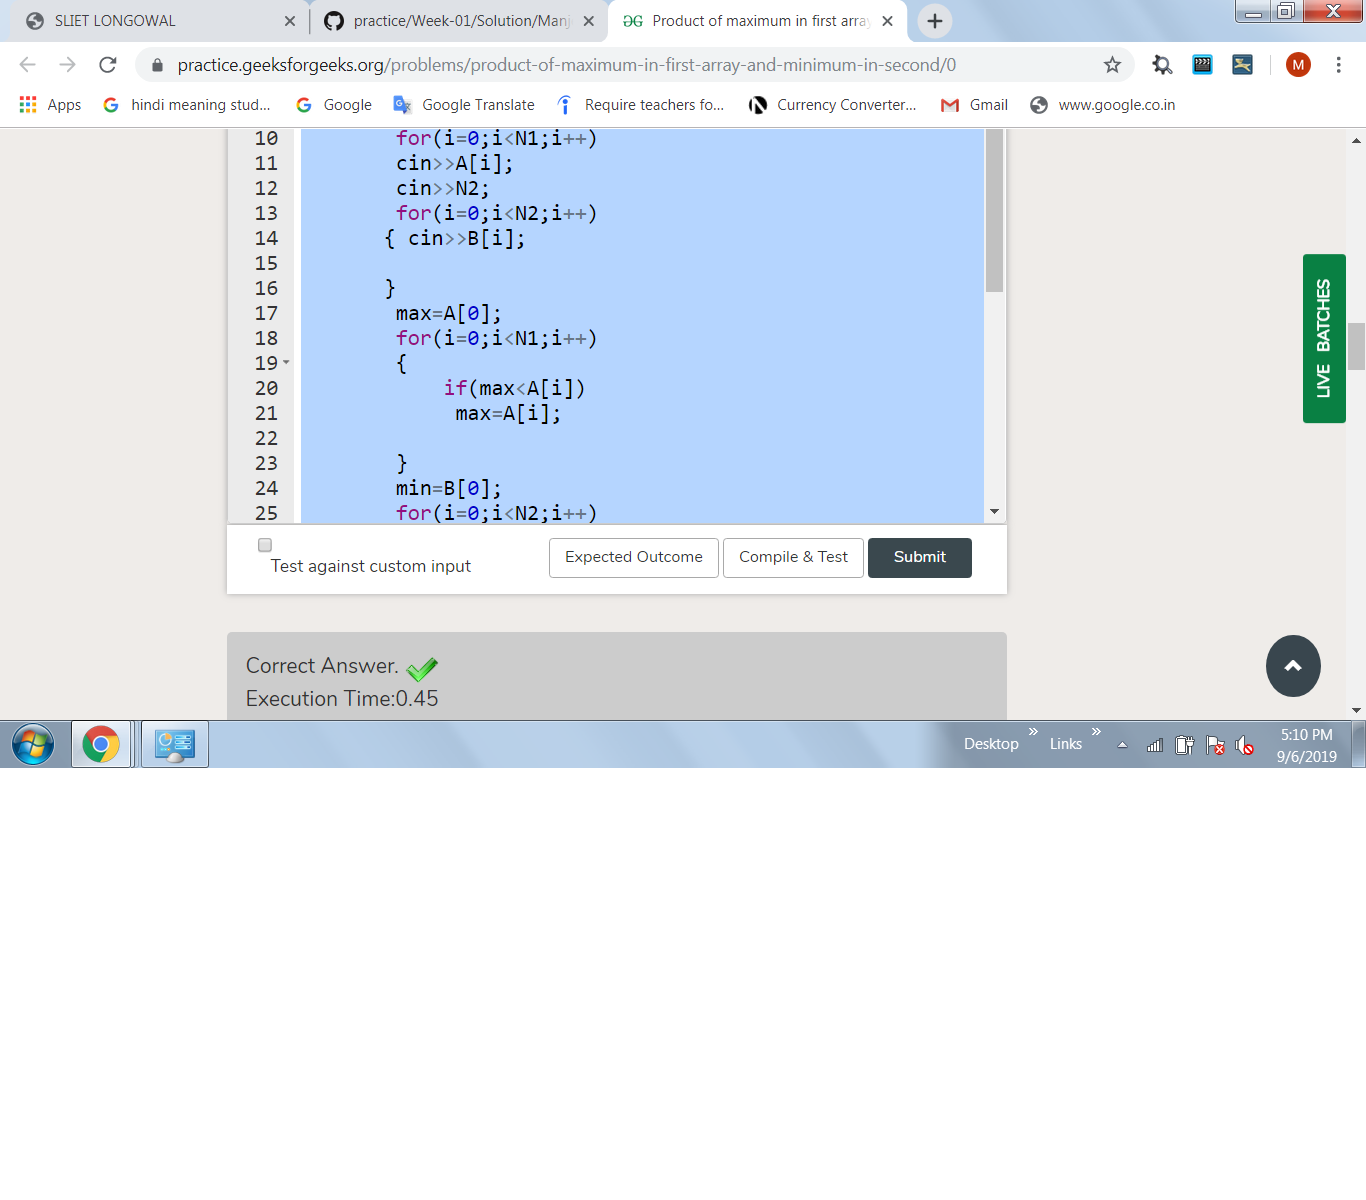 SLIET LONGOWAL
practice/Week-01/Solution/Manj
Product of maximum in first array
practice.geeksforgeeks.org/problems/product-of-maximum-in-first-array-and-minimum-in-second/0
M
Apps
hindi meaning stud...
Google
Google Translate
Require teachers fo...
Currency Converter...
Gmail
www.google.co.in
10 for(i=0;i<N1;i++)
11 cin>>A[i];
12 cin>>N2;
13 for(i=0;i<N2;i++)
14 { cin>>B[i];
15
16 }
17 max=A[0];
18 for(i=0;i<N1;i++)
19 {
20 if(max<A[i])
21 max=A[i];
22
23 }
24 min=B[0];
25 for(i=0;i<N2;i++)
LIVE BATCHES
Test against custom input
Expected Outcome
Compile & Test
Submit
Correct Answer.
Execution Time:0.45
Desktop »
Links »
5:10 PM
9/6/2019